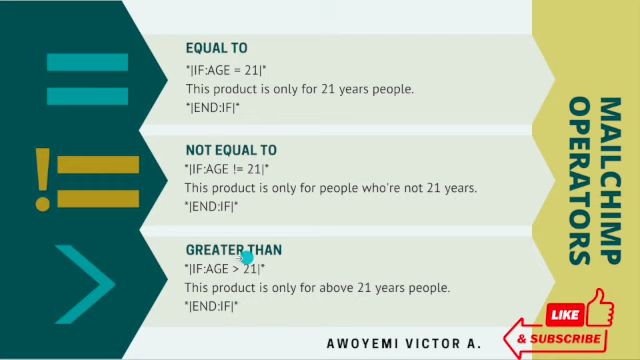 EQUAL TO
*|IF:AGE = 21|*
This product is only for 21 years people.
*|END:IF|*
NOT EQUAL TO
*|IF:AGE != 21|*
This product is only for people who're not 21 years.
*|END:IF|*
GREATER THAN
*|IF:AGE > 21|*
This product is only for above 21 years people.
*|END:IF|*
AWOYEMI VICTOR A.
MAILCHIMP
OPERATORS
LIKE
& SUBSCRIBE